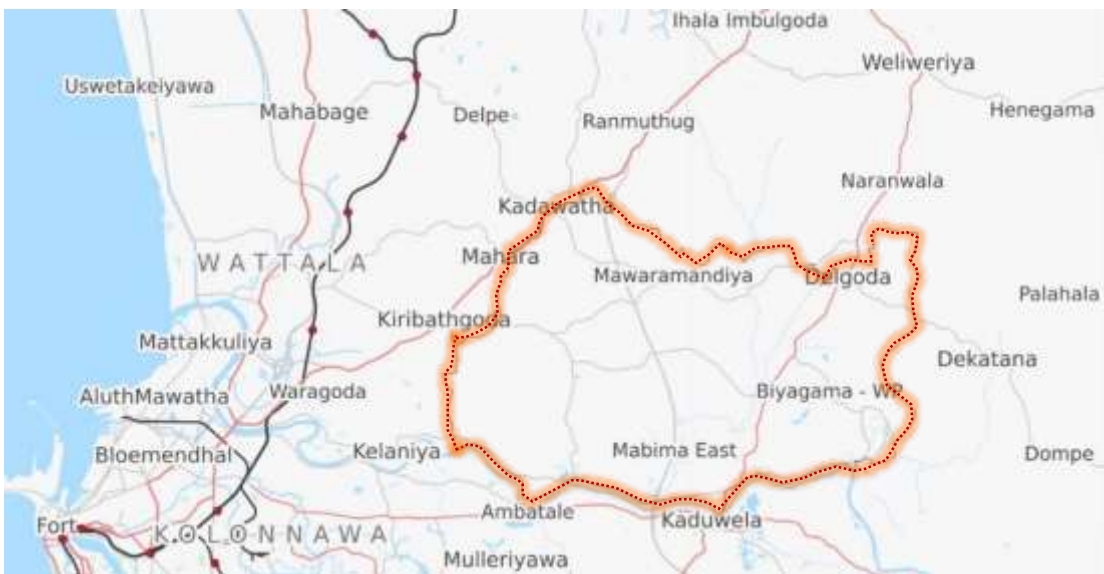 Ihala Imbulgoda
Weliweriya
Uswetakeiyawa
Mahabage
Delpe
Henegama
Ranmuthug
Naranwala
Kadawatha
Mahara
WATTALA
Mawaramandiya
Delgoda
Palahala
Kiribathgoda
Mattakkuliya
Dekatana
AluthMawatha
Waragoda
Biyagama - WP
Bloemendhal
Kelaniya
Mabima East
Dompe
Ambatale
Kaduwela
Fort
KOLONNAWA
Mulleriyawa